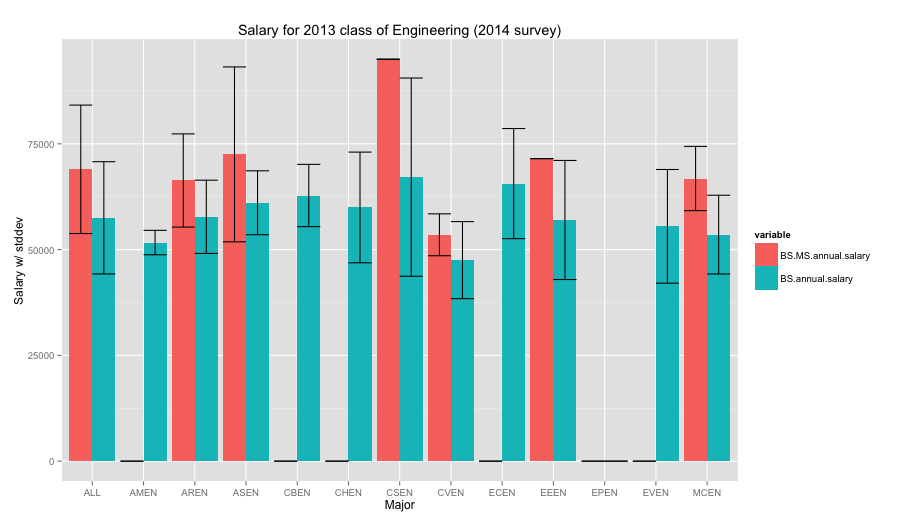 Salary for 2013 class of Engineering (2014 survey)
Salary w/ stddev
75000
50000
25000
0
ALL AMEN AREN ASEN CBEN CHEN CSEN CVEN ECEN EEEN EPEN EVEN MCEN
Major
variable
BS.MS.annual.salary
BS.annual.salary